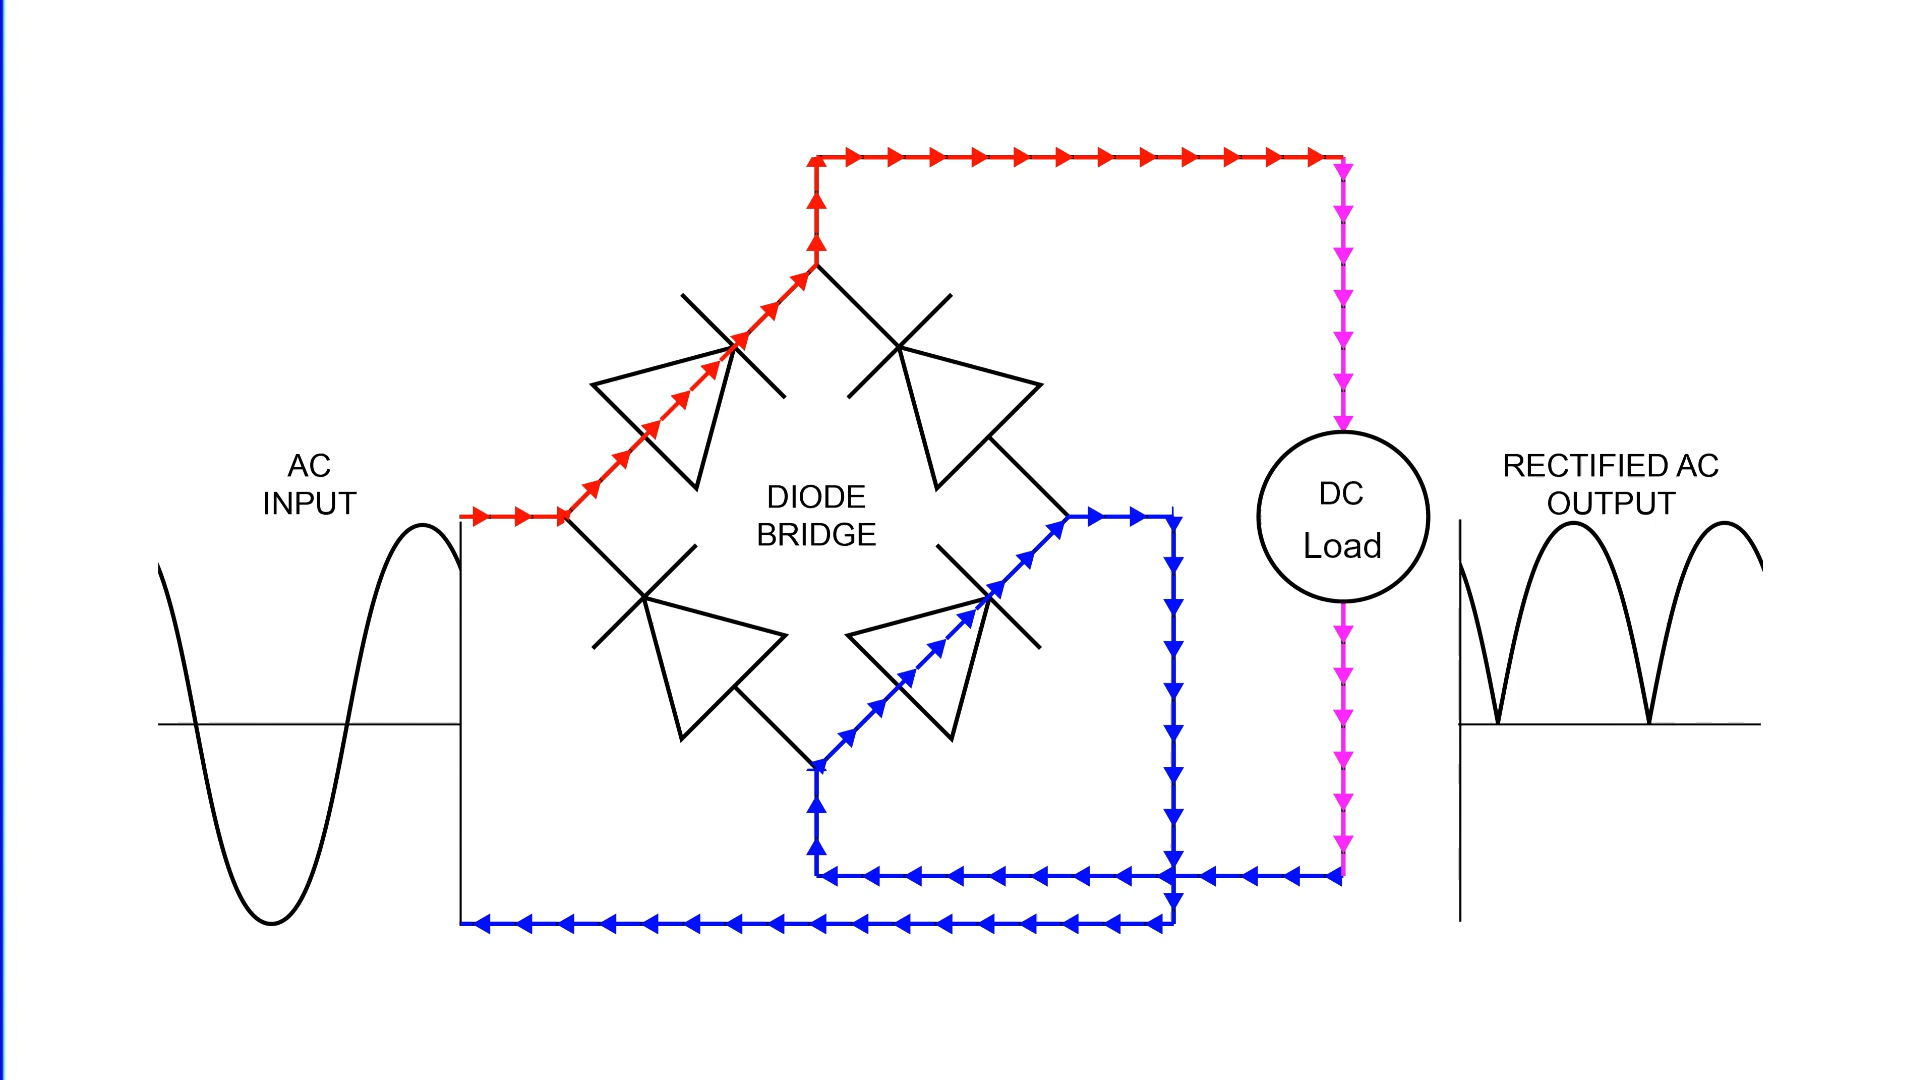 AC
INPUT
DIODE
BRIDGE
DC
Load
RECTIFIED AC
OUTPUT